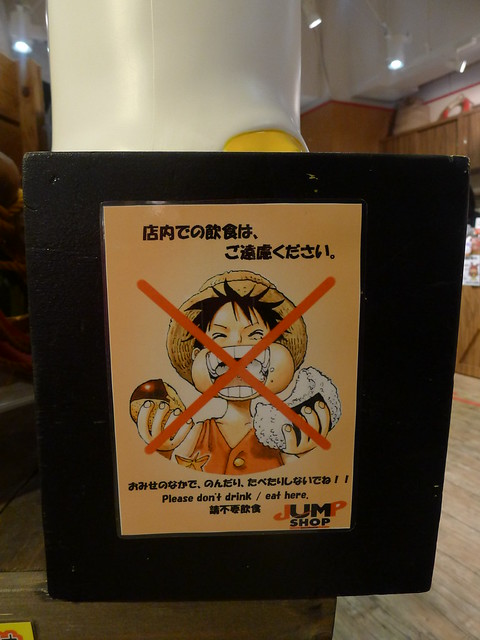 店内での飲食は、
ご遠慮ください。
おみせのなかで、のんだり、たべたりしないでね！！
Please don't drink / eat here.
請不要飲食
JUMP
SHOP